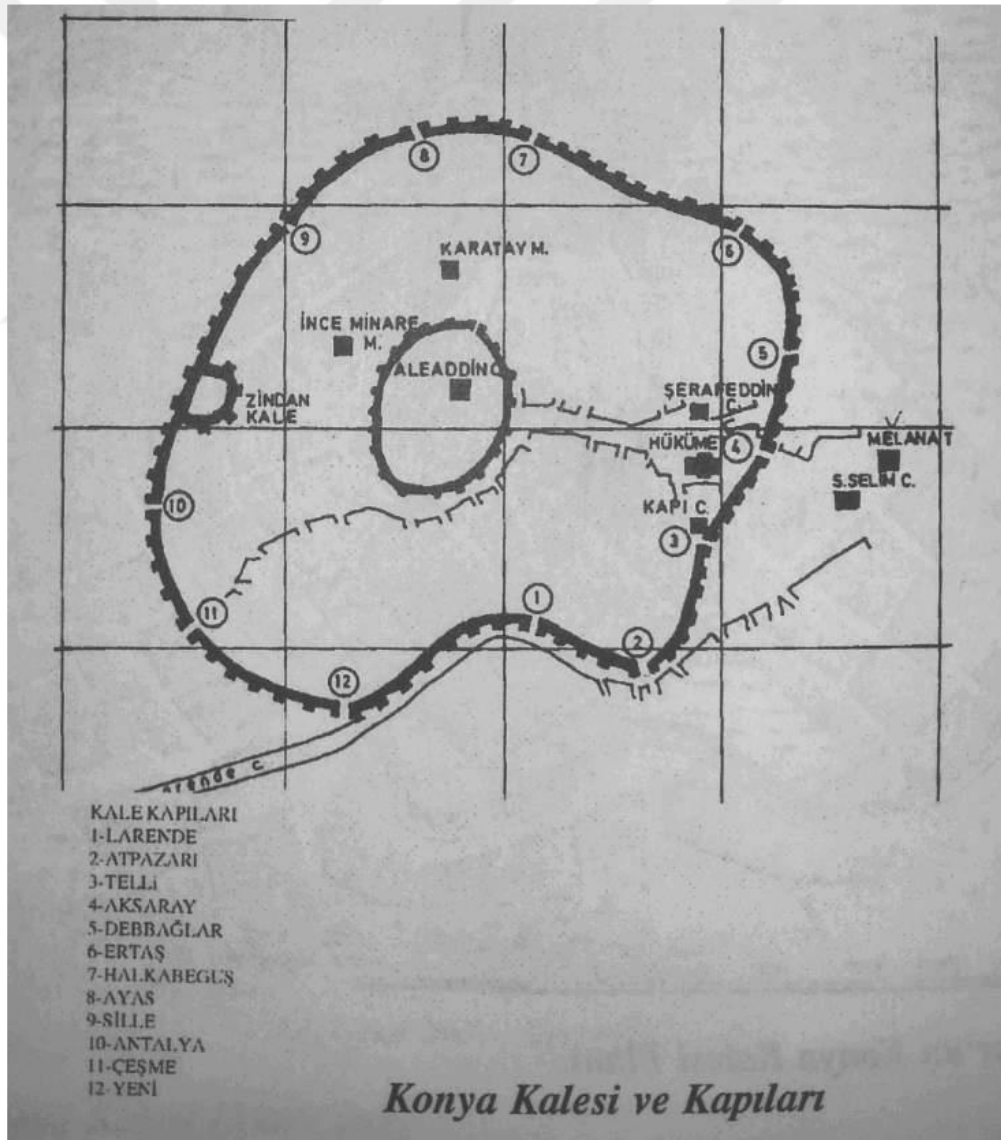 8
7
9
6
KARATAY M.
İNCE MİNARE
M.
5
ALEADDİN C.
ZİNDAN
KALE
ŞERAFEDDİN
C.
HÜKÜME
4
MELANA T
S.SELİM C.
10
KAPI C.
3
11
1
2
12
arende c.
KALE KAPILARI
1-LARENDE
2-ATPAZARI
3-TELLİ
4-AKSARAY
5-DEBBAĞLAR
6-ERTAŞ
7-HALKABEGUŞ
8-AYAS
9-SİLLE
10-ANTALYA
11-ÇEŞME
12-YENİ
Konya Kalesi ve Kapıları